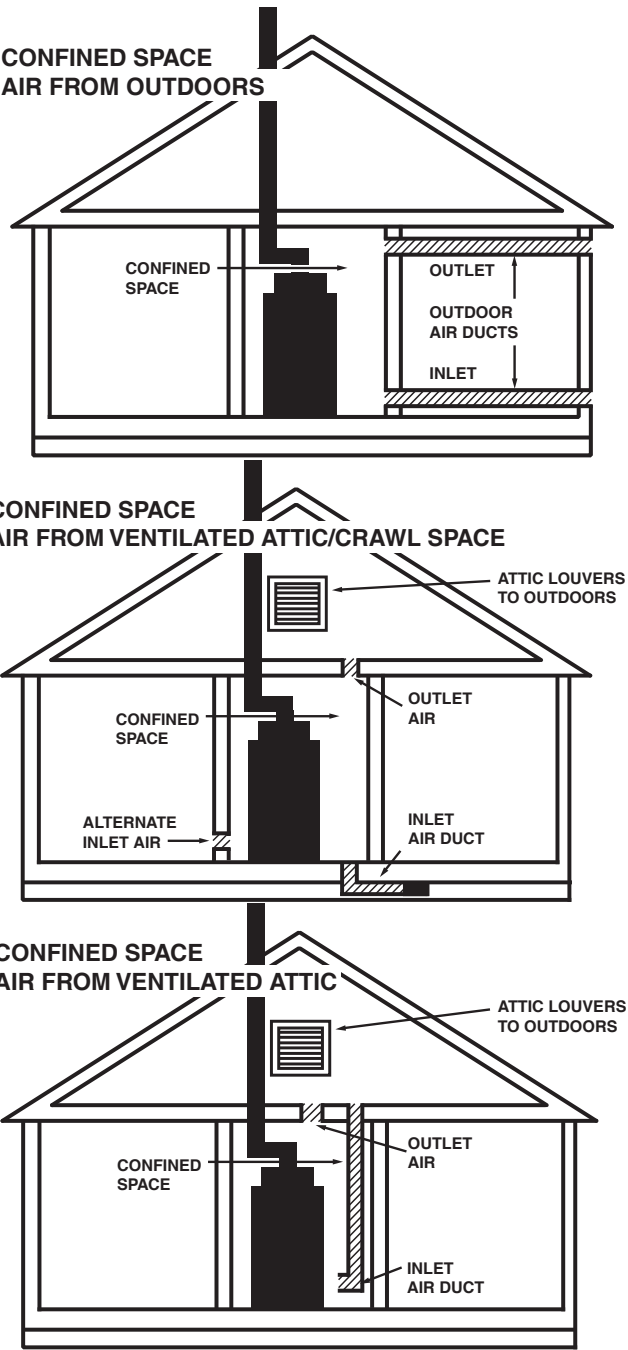 CONFINED SPACE
AIR FROM OUTDOORS
CONFINED
SPACE
OUTLET
OUTDOOR
AIR DUCTS
INLET
CONFINED SPACE
AIR FROM VENTILATED ATTIC/CRAWL SPACE
ATTIC LOUVERS
TO OUTDOORS
OUTLET
AIR
CONFINED
SPACE
ALTERNATE
INLET AIR
INLET
AIR DUCT
CONFINED SPACE
AIR FROM VENTILATED ATTIC
ATTIC LOUVERS
TO OUTDOORS
OUTLET
AIR
CONFINED
SPACE
INLET
AIR DUCT